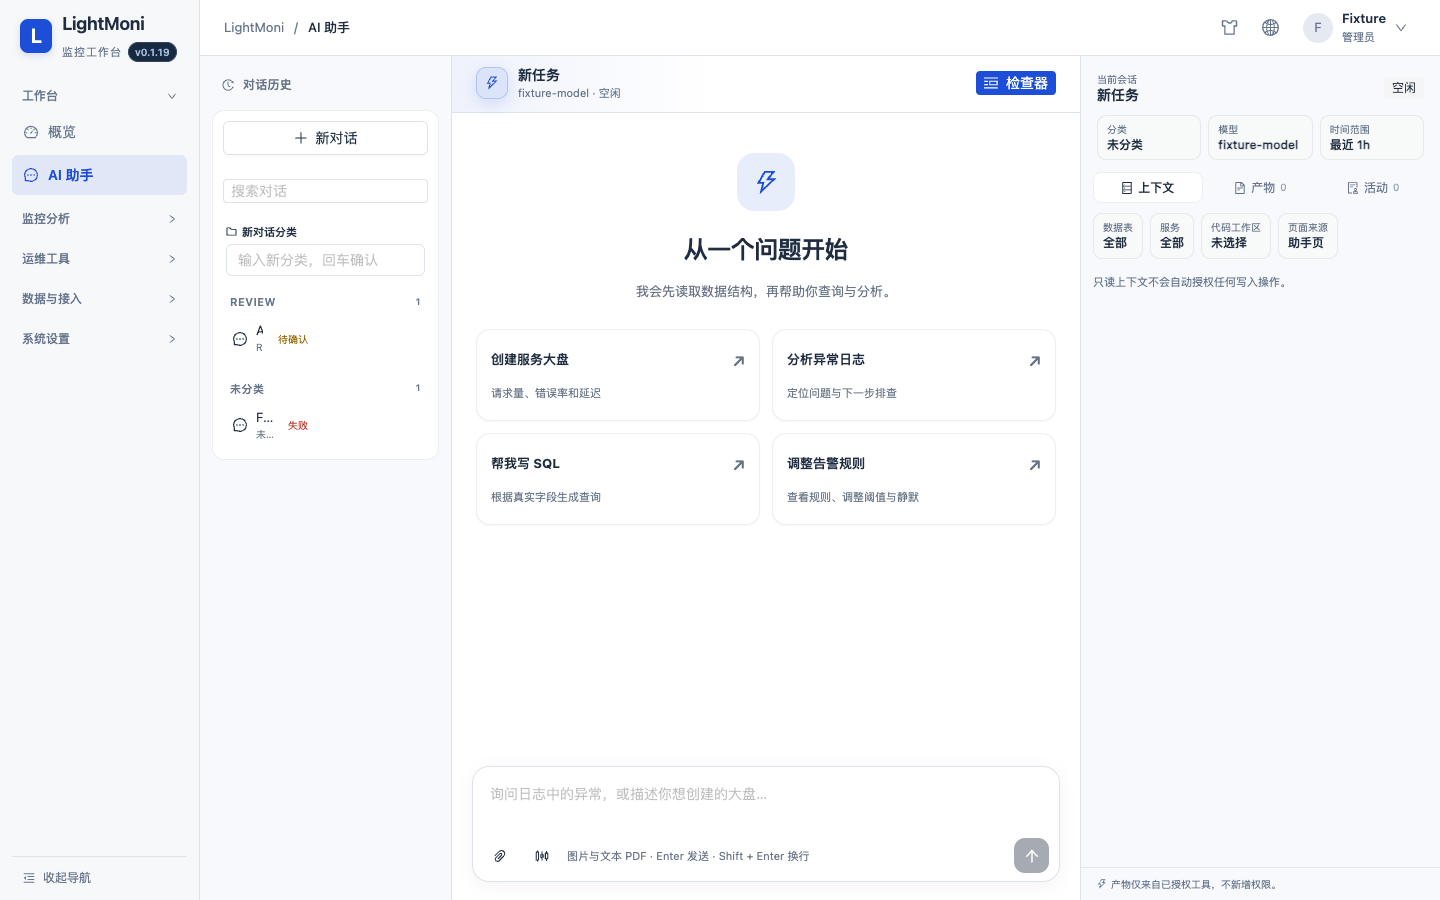 LightMoni
监控工作台 v0.1.19
工作台
概览
AI 助手
监控分析
运维工具
数据与接入
系统设置
收起导航
LightMoni / AI 助手
F
Fixture
管理员
对话历史
新对话
搜索对话
新对话分类
输入新分类，回车确认
REVIEW 1
A
R
待确认
未分类 1
F...
未...
失败
新任务
fixture-model · 空闲
检查器
从一个问题开始
我会先读取数据结构，再帮助你查询与分析。
创建服务大盘
请求量、错误率和延迟
分析异常日志
定位问题与下一步排查
帮我写 SQL
根据真实字段生成查询
调整告警规则
查看规则、调整阈值与静默
询问日志中的异常，或描述你想创建的大盘...
图片与文本 PDF · Enter 发送 · Shift + Enter 换行
当前会话
新任务
空闲
分类
未分类
模型
fixture-model
时间范围
最近 1h
上下文
产物 0
活动 0
数据表
全部
服务
全部
代码工作区
未选择
页面来源
助手页
只读上下文不会自动授权任何写入操作。
产物仅来自已授权工具，不新增权限。